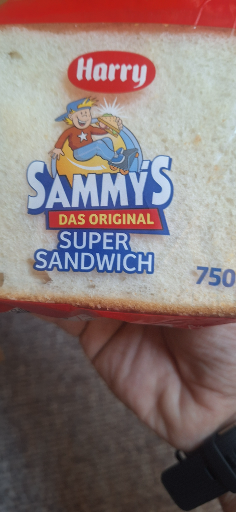 Harry
SAMMY'S
DAS ORIGINAL
SUPER
SANDWICH
750